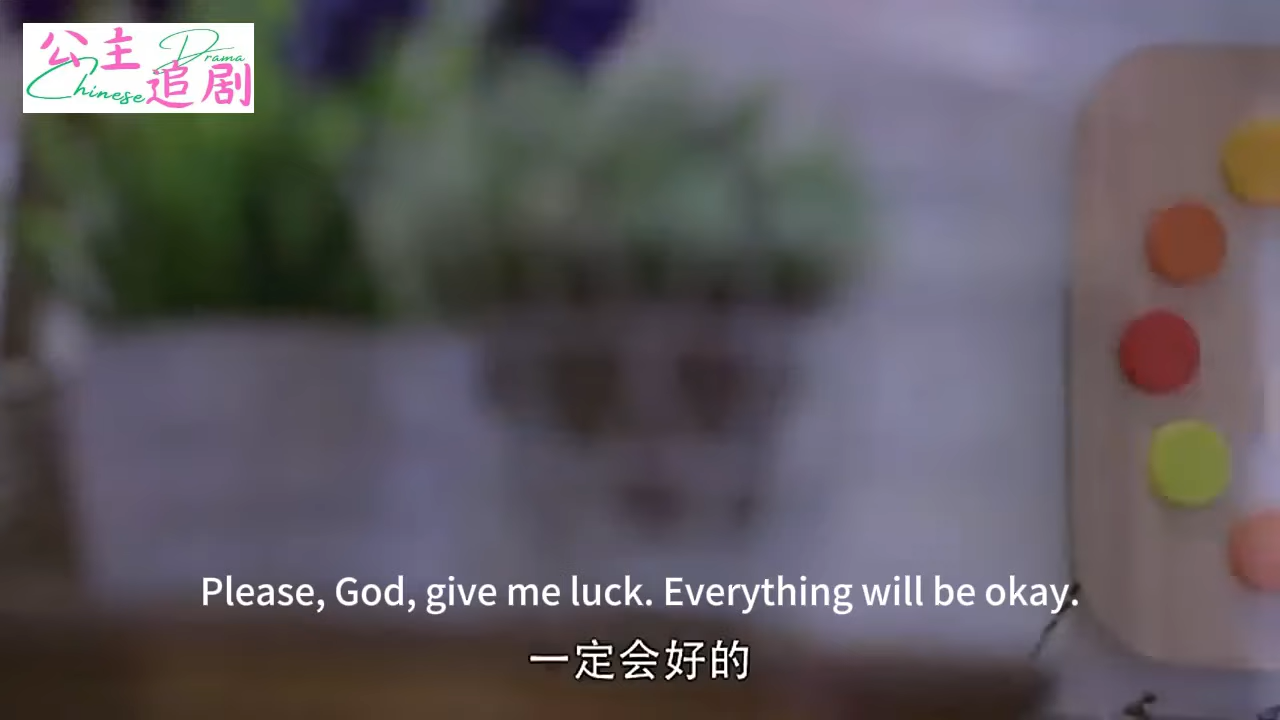 公主 Drama
Chinese 追剧
Please, God, give me luck. Everything will be okay.
一定会好的